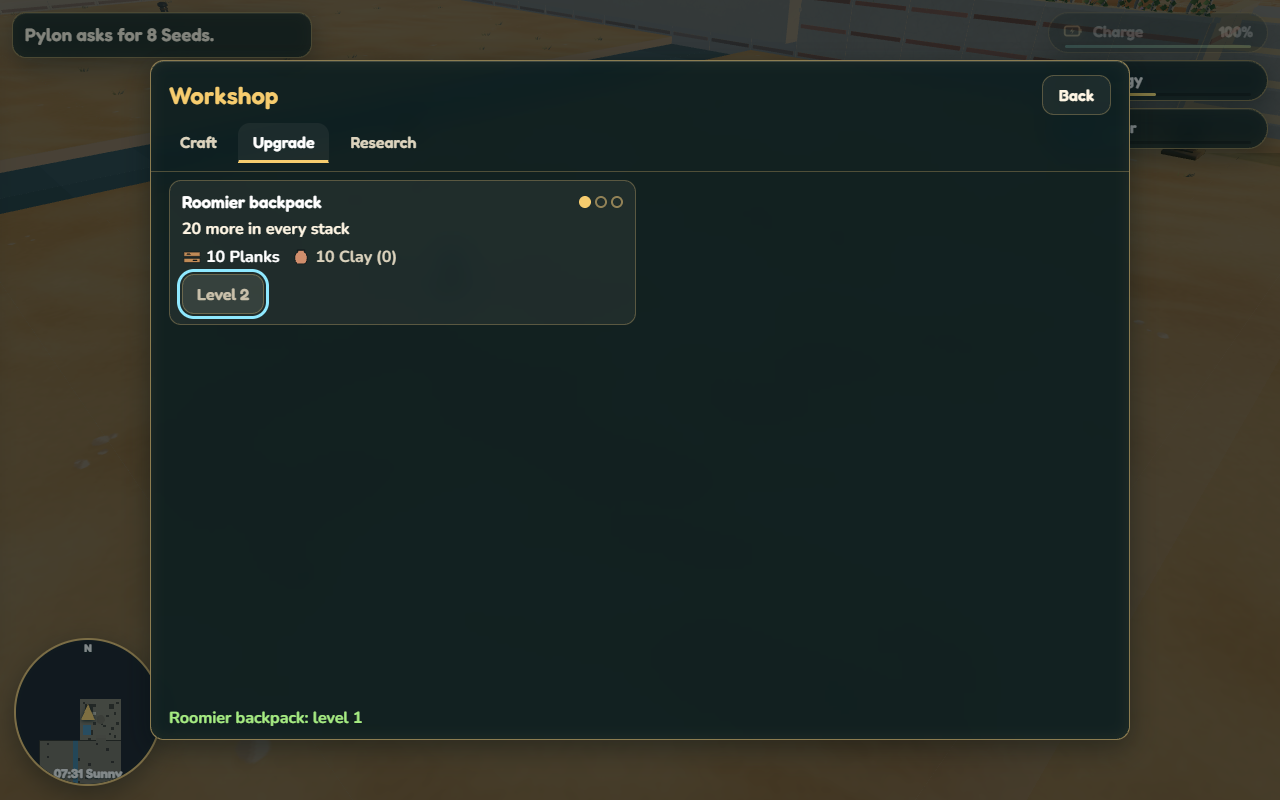 Pylon asks for 8 Seeds.
Charge 100%
Workshop
Back
Craft Upgrade Research
Roomier backpack
20 more in every stack
10 Planks 10 Clay (0)
Level 2
Roomier backpack: level 1
N
07:31 Sunny